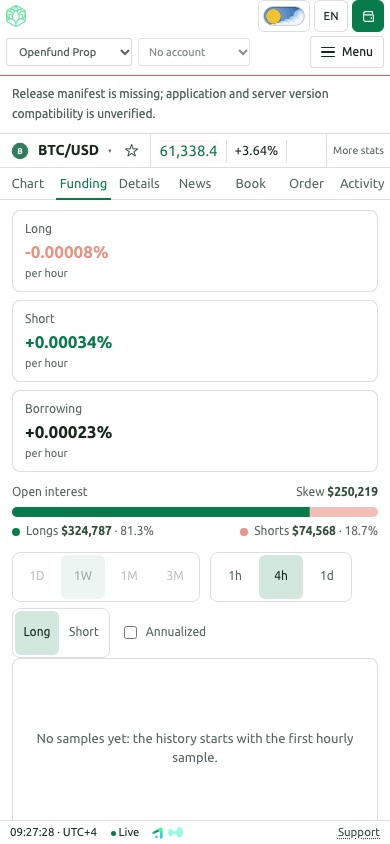 EN
Openfund Prop
No account
Menu
Release manifest is missing; application and server version
compatibility is unverified.
B BTC/USD 61,338.4 +3.64% More stats
Chart Funding Details News Book Order Activity
Long
-0.00008%
per hour
Short
+0.00034%
per hour
Borrowing
+0.00023%
per hour
Open interest Skew $250,219
Longs $324,787 · 81.3% Shorts $74,568 · 18.7%
1D 1W 1M 3M 1h 4h 1d
Long Short Annualized
No samples yet: the history starts with the first hourly
sample.
09:27:28 · UTC+4 Live Support